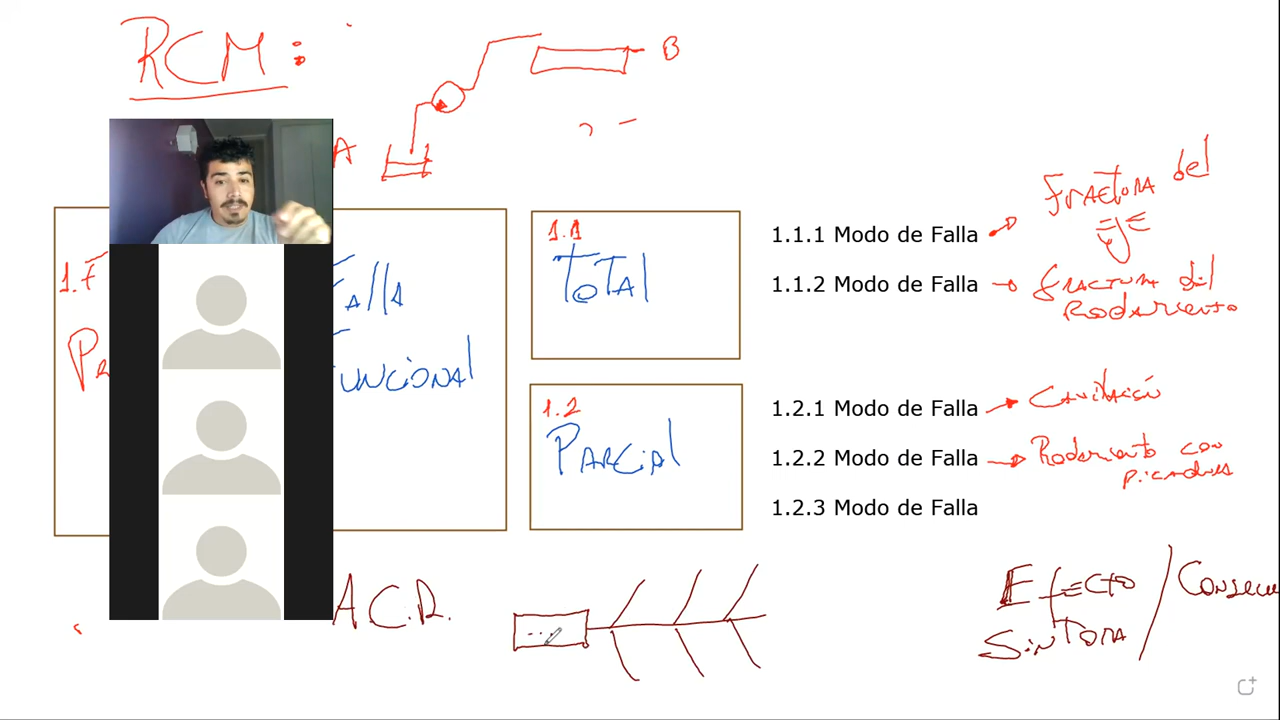 RCM:
B
A
1.F
Falla
Funcional
1.1
Total
1.1.1 Modo de Falla
Fractura del
eje
1.1.2 Modo de Falla
fractura del
Rodamiento
1.2
Parcial
1.2.1 Modo de Falla
Cavitación
1.2.2 Modo de Falla
Rodamiento con
picaduras
1.2.3 Modo de Falla
A.C.R.
...
Efecto / Consecu
Sintoma